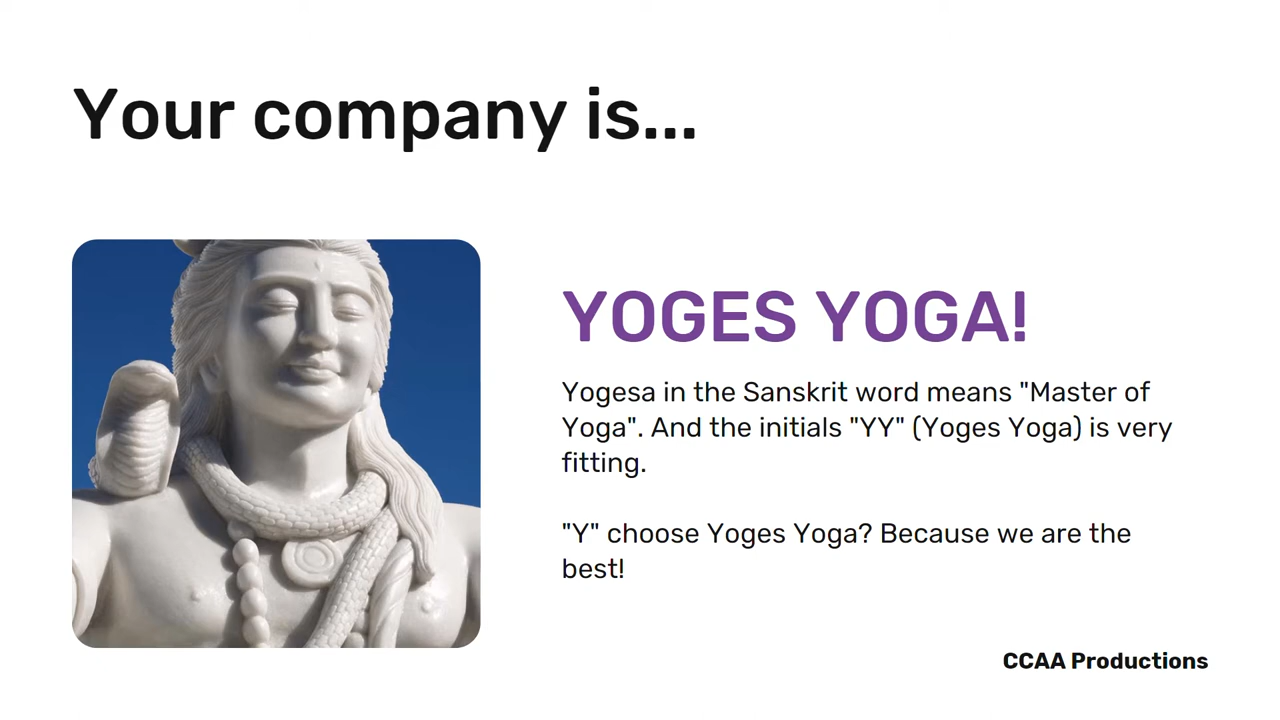 Your company is...
YOGES YOGA!
Yogesa in the Sanskrit word means "Master of
Yoga". And the initials "YY" (Yoges Yoga) is very
fitting.
"Y" choose Yoges Yoga? Because we are the
best!
CCAA Productions